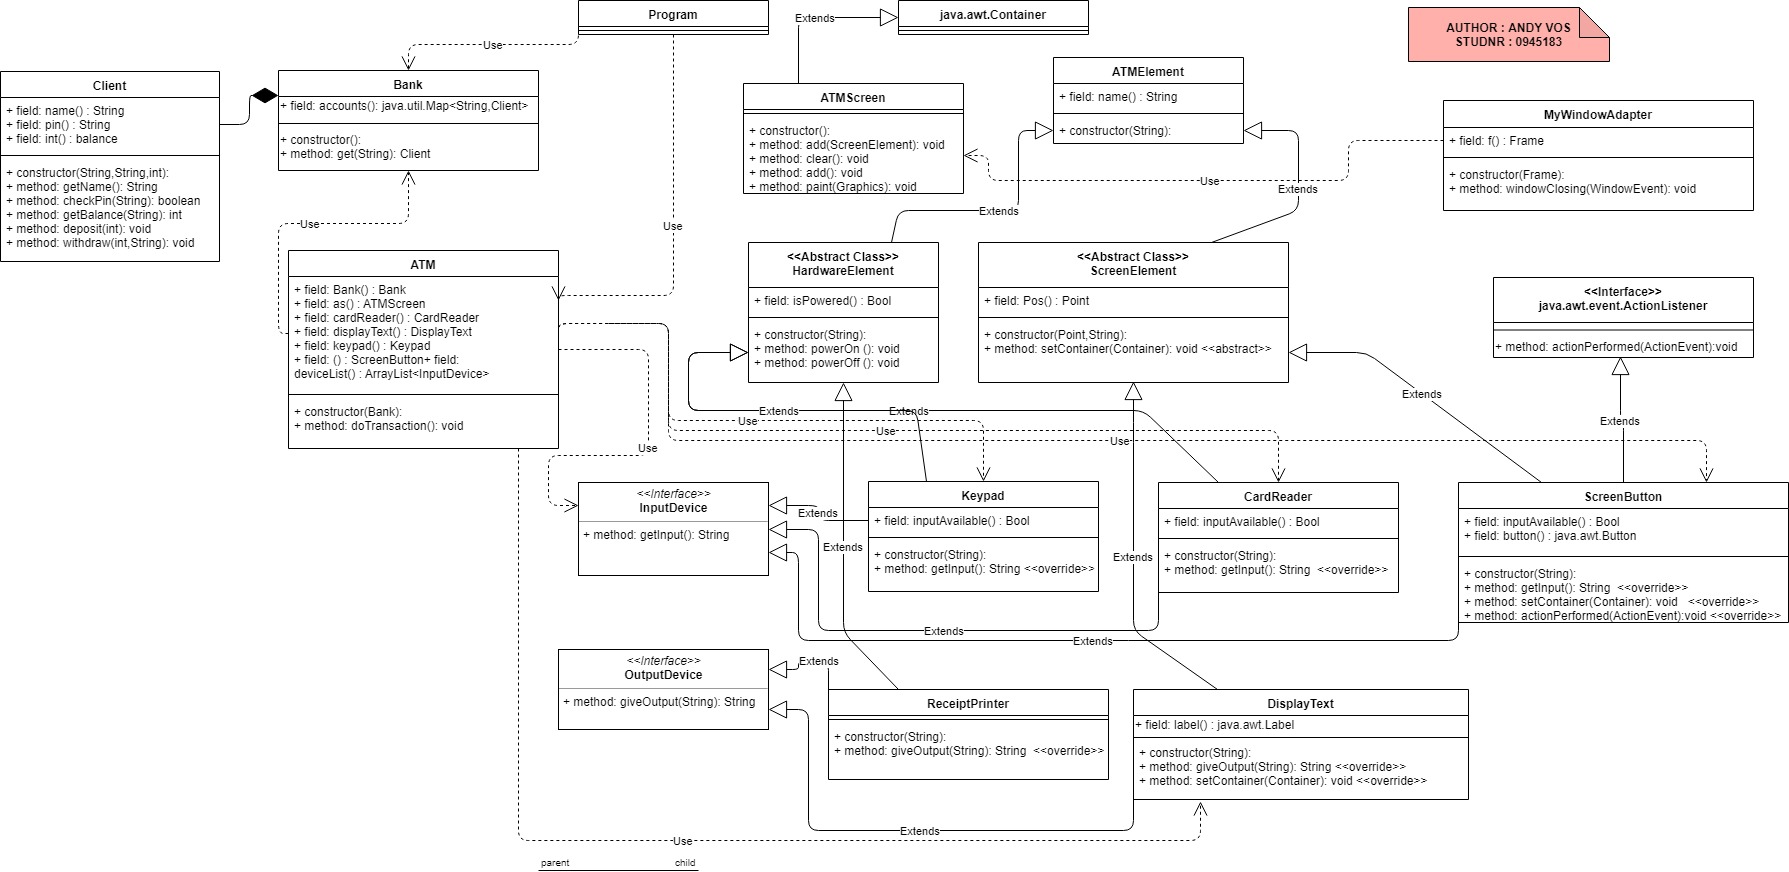 Program
Extends
java.awt.Container
AUTHOR : ANDY VOS
STUDNR : 0945183
Use
Client
+ field: name() : String
+ field: pin() : String
+ field: int() : balance
+ constructor(String,String,int):
+ method: getName(): String
+ method: checkPin(String): boolean
+ method: getBalance(String): int
+ method: deposit(int): void
+ method: withdraw(int,String): void
Bank
+ field: accounts(): java.util.Map<String,Client>
+ constructor():
+ method: get(String): Client
ATMScreen
+ constructor():
+ method: add(ScreenElement): void
+ method: clear(): void
+ method: add(): void
+ method: paint(Graphics): void
ATMElement
+ field: name() : String
+ constructor(String):
MyWindowAdapter
+ field: f() : Frame
+ constructor(Frame):
+ method: windowClosing(WindowEvent): void
Use
Extends
Extends
Use
Use
ATM
+ field: Bank() : Bank
+ field: as() : ATMScreen
+ field: cardReader() : CardReader
+ field: displayText() : DisplayText
+ field: keypad() : Keypad
+ field: () : ScreenButton+ field:
deviceList() : ArrayList<InputDevice>
+ constructor(Bank):
+ method: doTransaction(): void
<<Abstract Class>>
HardwareElement
+ field: isPowered() : Bool
+ constructor(String):
+ method: powerOn (): void
+ method: powerOff (): void
<<Abstract Class>>
ScreenElement
+ field: Pos() : Point
+ constructor(Point,String):
+ method: setContainer(Container): void <<abstract>>
<<Interface>>
java.awt.event.ActionListener
+ method: actionPerformed(ActionEvent):void
Extends
Extends
Extends
Extends
Use
Use
Use
Use
<<Interface>>
InputDevice
+ method: getInput(): String
Extends
Keypad
+ field: inputAvailable() : Bool
+ constructor(String):
+ method: getInput(): String <<override>>
CardReader
+ field: inputAvailable() : Bool
+ constructor(String):
+ method: getInput(): String <<override>>
ScreenButton
+ field: inputAvailable() : Bool
+ field: button() : java.awt.Button
+ constructor(String):
+ method: getInput(): String <<override>>
+ method: setContainer(Container): void <<override>>
+ method: actionPerformed(ActionEvent):void <<override>>
Extends
Extends
Extends
Extends
<<Interface>>
OutputDevice
+ method: giveOutput(String): String
Extends
ReceiptPrinter
+ constructor(String):
+ method: giveOutput(String): String <<override>>
DisplayText
+ field: label() : java.awt.Label
+ constructor(String):
+ method: giveOutput(String): String <<override>>
+ method: setContainer(Container): void <<override>>
Extends
Use
parent
child